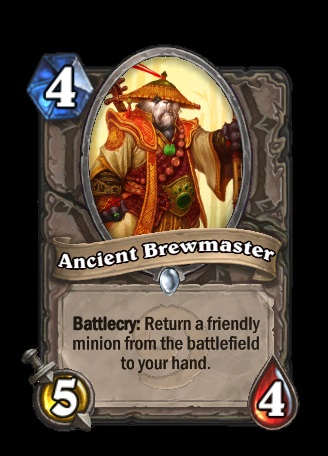 4
Ancient Brewmaster
Battlecry: Return a friendly
minion from the battlefield
to your hand.
5
4